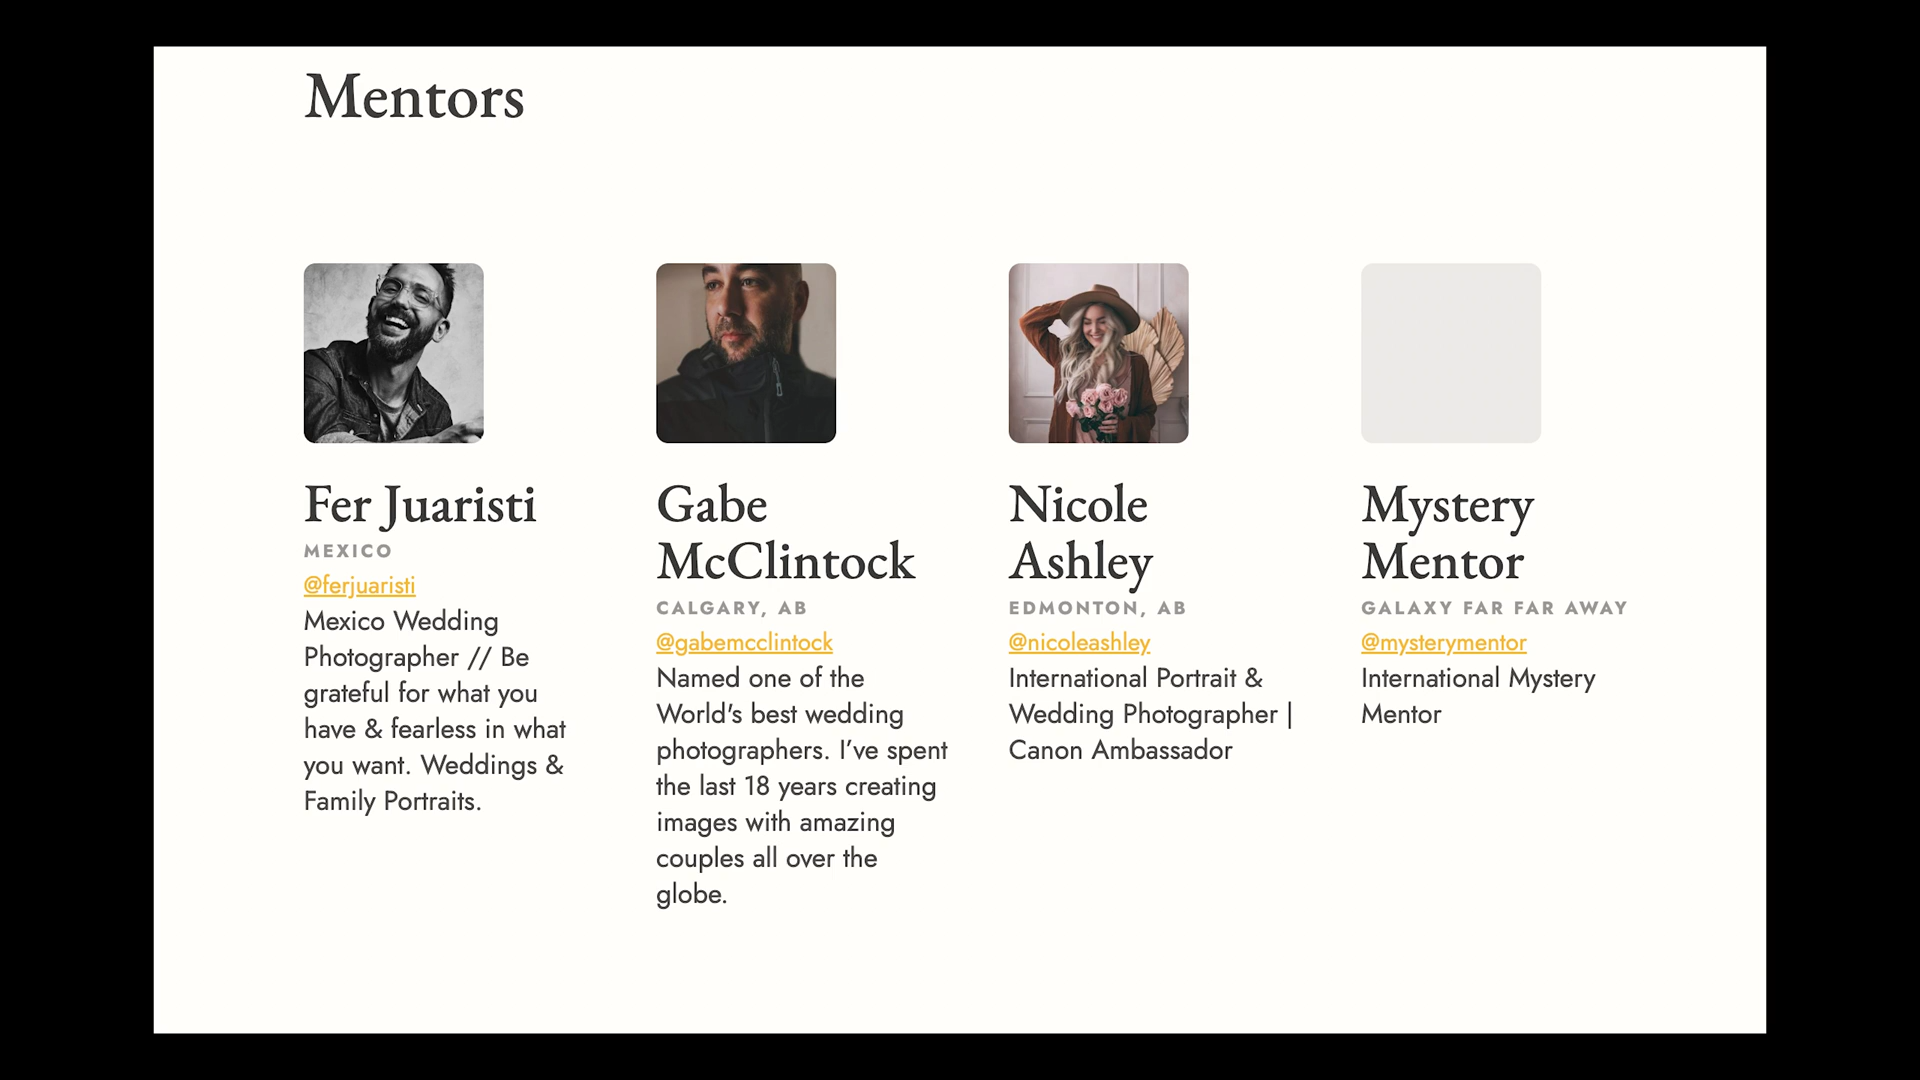 Mentors
Fer Juaristi
MEXICO
@ferjuaristi
Mexico Wedding
Photographer // Be
grateful for what you
have & fearless in what
you want. Weddings &
Family Portraits.
Gabe
McClintock
CALGARY, AB
@gabemcclintock
Named one of the
World's best wedding
photographers. I’ve spent
the last 18 years creating
images with amazing
couples all over the
globe.
Nicole
Ashley
EDMONTON, AB
@nicoleashley
International Portrait &
Wedding Photographer |
Canon Ambassador
Mystery
Mentor
GALAXY FAR FAR AWAY
@mysterymentor
International Mystery
Mentor